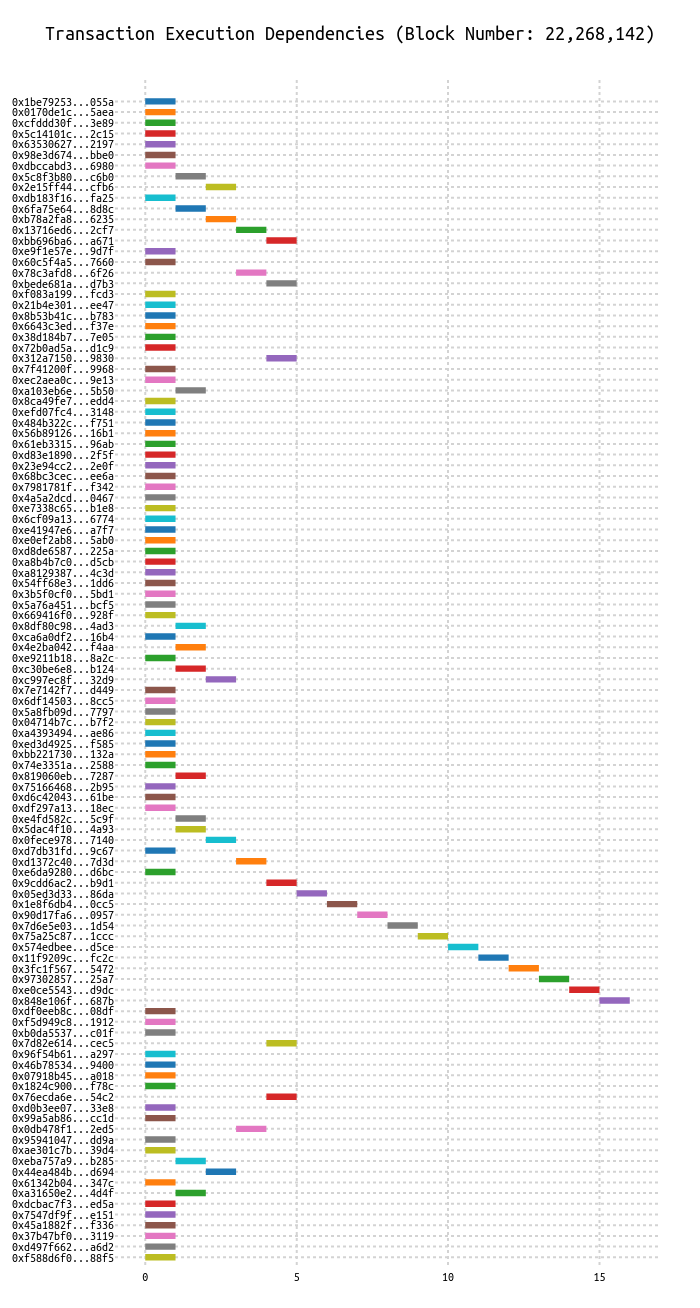 Transaction Execution Dependencies (Block Number: 22,268,142)
0x1be79253...055a
0x0170de1c...5aea
0xcfddd30f...3e89
0x5c14101c...2c15
0x63530627...2197
0x98e3d674...bbe0
0xdbccabd3...6980
0x5c8f3b80...c6b0
0x2e15ff44...cfb6
0xdb183f16...fa25
0x6fa75e64...8d8c
0xb78a2fa8...6235
0x13716ed6...2cf7
0xbb696ba6...a671
0xe9f1e57e...9d7f
0x60c5f4a5...7660
0x78c3afd8...6f26
0xbede681a...d7b3
0xf083a199...fcd3
0x21b4e301...ee47
0x8b53b41c...b783
0x6643c3ed...f37e
0x38d184b7...7e05
0x72b0ad5a...d1c9
0x312a7150...9830
0x7f41200f...9968
0xec2aea0c...9e13
0xa103eb6e...5b50
0x8ca49fe7...edd4
0xefd07fc4...3148
0x484b322c...f751
0x56b89126...16b1
0x61eb3315...96ab
0xd83e1890...2f5f
0x23e94cc2...2e0f
0x68bc3cec...ee6a
0x7981781f...f342
0x4a5a2dcd...0467
0xe7338c65...b1e8
0x6cf09a13...6774
0xe41947e6...a7f7
0xe0ef2ab8...5ab0
0xd8de6587...225a
0xa8b4b7c0...d5cb
0xa8129387...4c3d
0x54ff68e3...1dd6
0x3b5f0cf0...5bd1
0x5a76a451...bcf5
0x669416f0...928f
0x8df80c98...4ad3
0xca6a0df2...16b4
0x4e2ba042...f4aa
0xe9211b18...8a2c
0xc30be6e8...b124
0xc997ec8f...32d9
0x7e7142f7...d449
0x6df14503...8cc5
0x5a8fb09d...7797
0x04714b7c...b7f2
0xa4393494...ae86
0xed3d4925...f585
0xbb221730...132a
0x74e3351a...2588
0x819060eb...7287
0x75166468...2b95
0xd6c42043...61be
0xdf297a13...18ec
0xe4fd582c...5c9f
0x5dac4f10...4a93
0x0fece978...7140
0xd7db31fd...9c67
0xd1372c40...7d3d
0xe6da9280...d6bc
0x9cdd6ac2...b9d1
0x05ed3d33...86da
0x1e8f6db4...0cc5
0x90d17fa6...0957
0x7d6e5e03...1d54
0x75a25c87...1ccc
0x574edbee...d5ce
0x11f9209c...fc2c
0x3fc1f567...5472
0x97302857...25a7
0xe0ce5543...d9dc
0x848e106f...687b
0xdf0eeb8c...08df
0xf5d949c8...1912
0xb0da5537...c01f
0x7d82e614...cec5
0x96f54b61...a297
0x46b78534...9400
0x07918b45...a018
0x1824c900...f78c
0x76ecda6e...54c2
0xd0b3ee07...33e8
0x99a5ab86...cc1d
0x0db478f1...2ed5
0x95941047...dd9a
0xae301c7b...39d4
0xeba757a9...b285
0x44ea484b...d694
0x61342b04...347c
0xa31650e2...4d4f
0xdcbac7f3...ed5a
0x7547df9f...e151
0x45a1882f...f336
0x37b47bf0...3119
0xd497f662...a6d2
0xf588d6f0...88f5
0 5 10 15